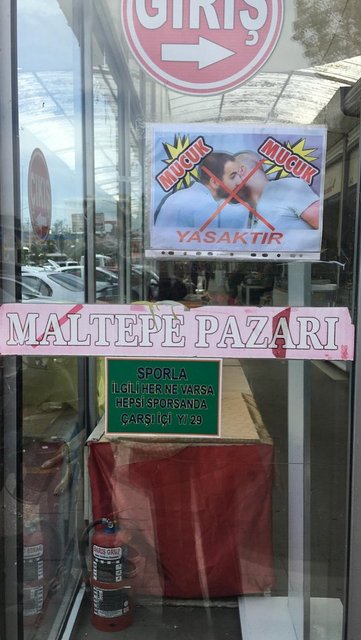 GİRİŞ
MUCUK MUCUK
YASAKTIR
MALTEPE PAZARI
SPORLA
İLGİLİ HER NE VARSA
HEPSİ SPORSANDA
ÇARŞI İÇİ Y/ 29